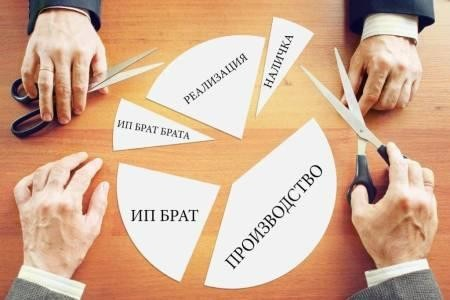 РЕАЛИЗАЦИЯ
НАЛИЧКА
ИП БРАТ БРАТА
ИП БРАТ
ПРОИЗВОДСТВО